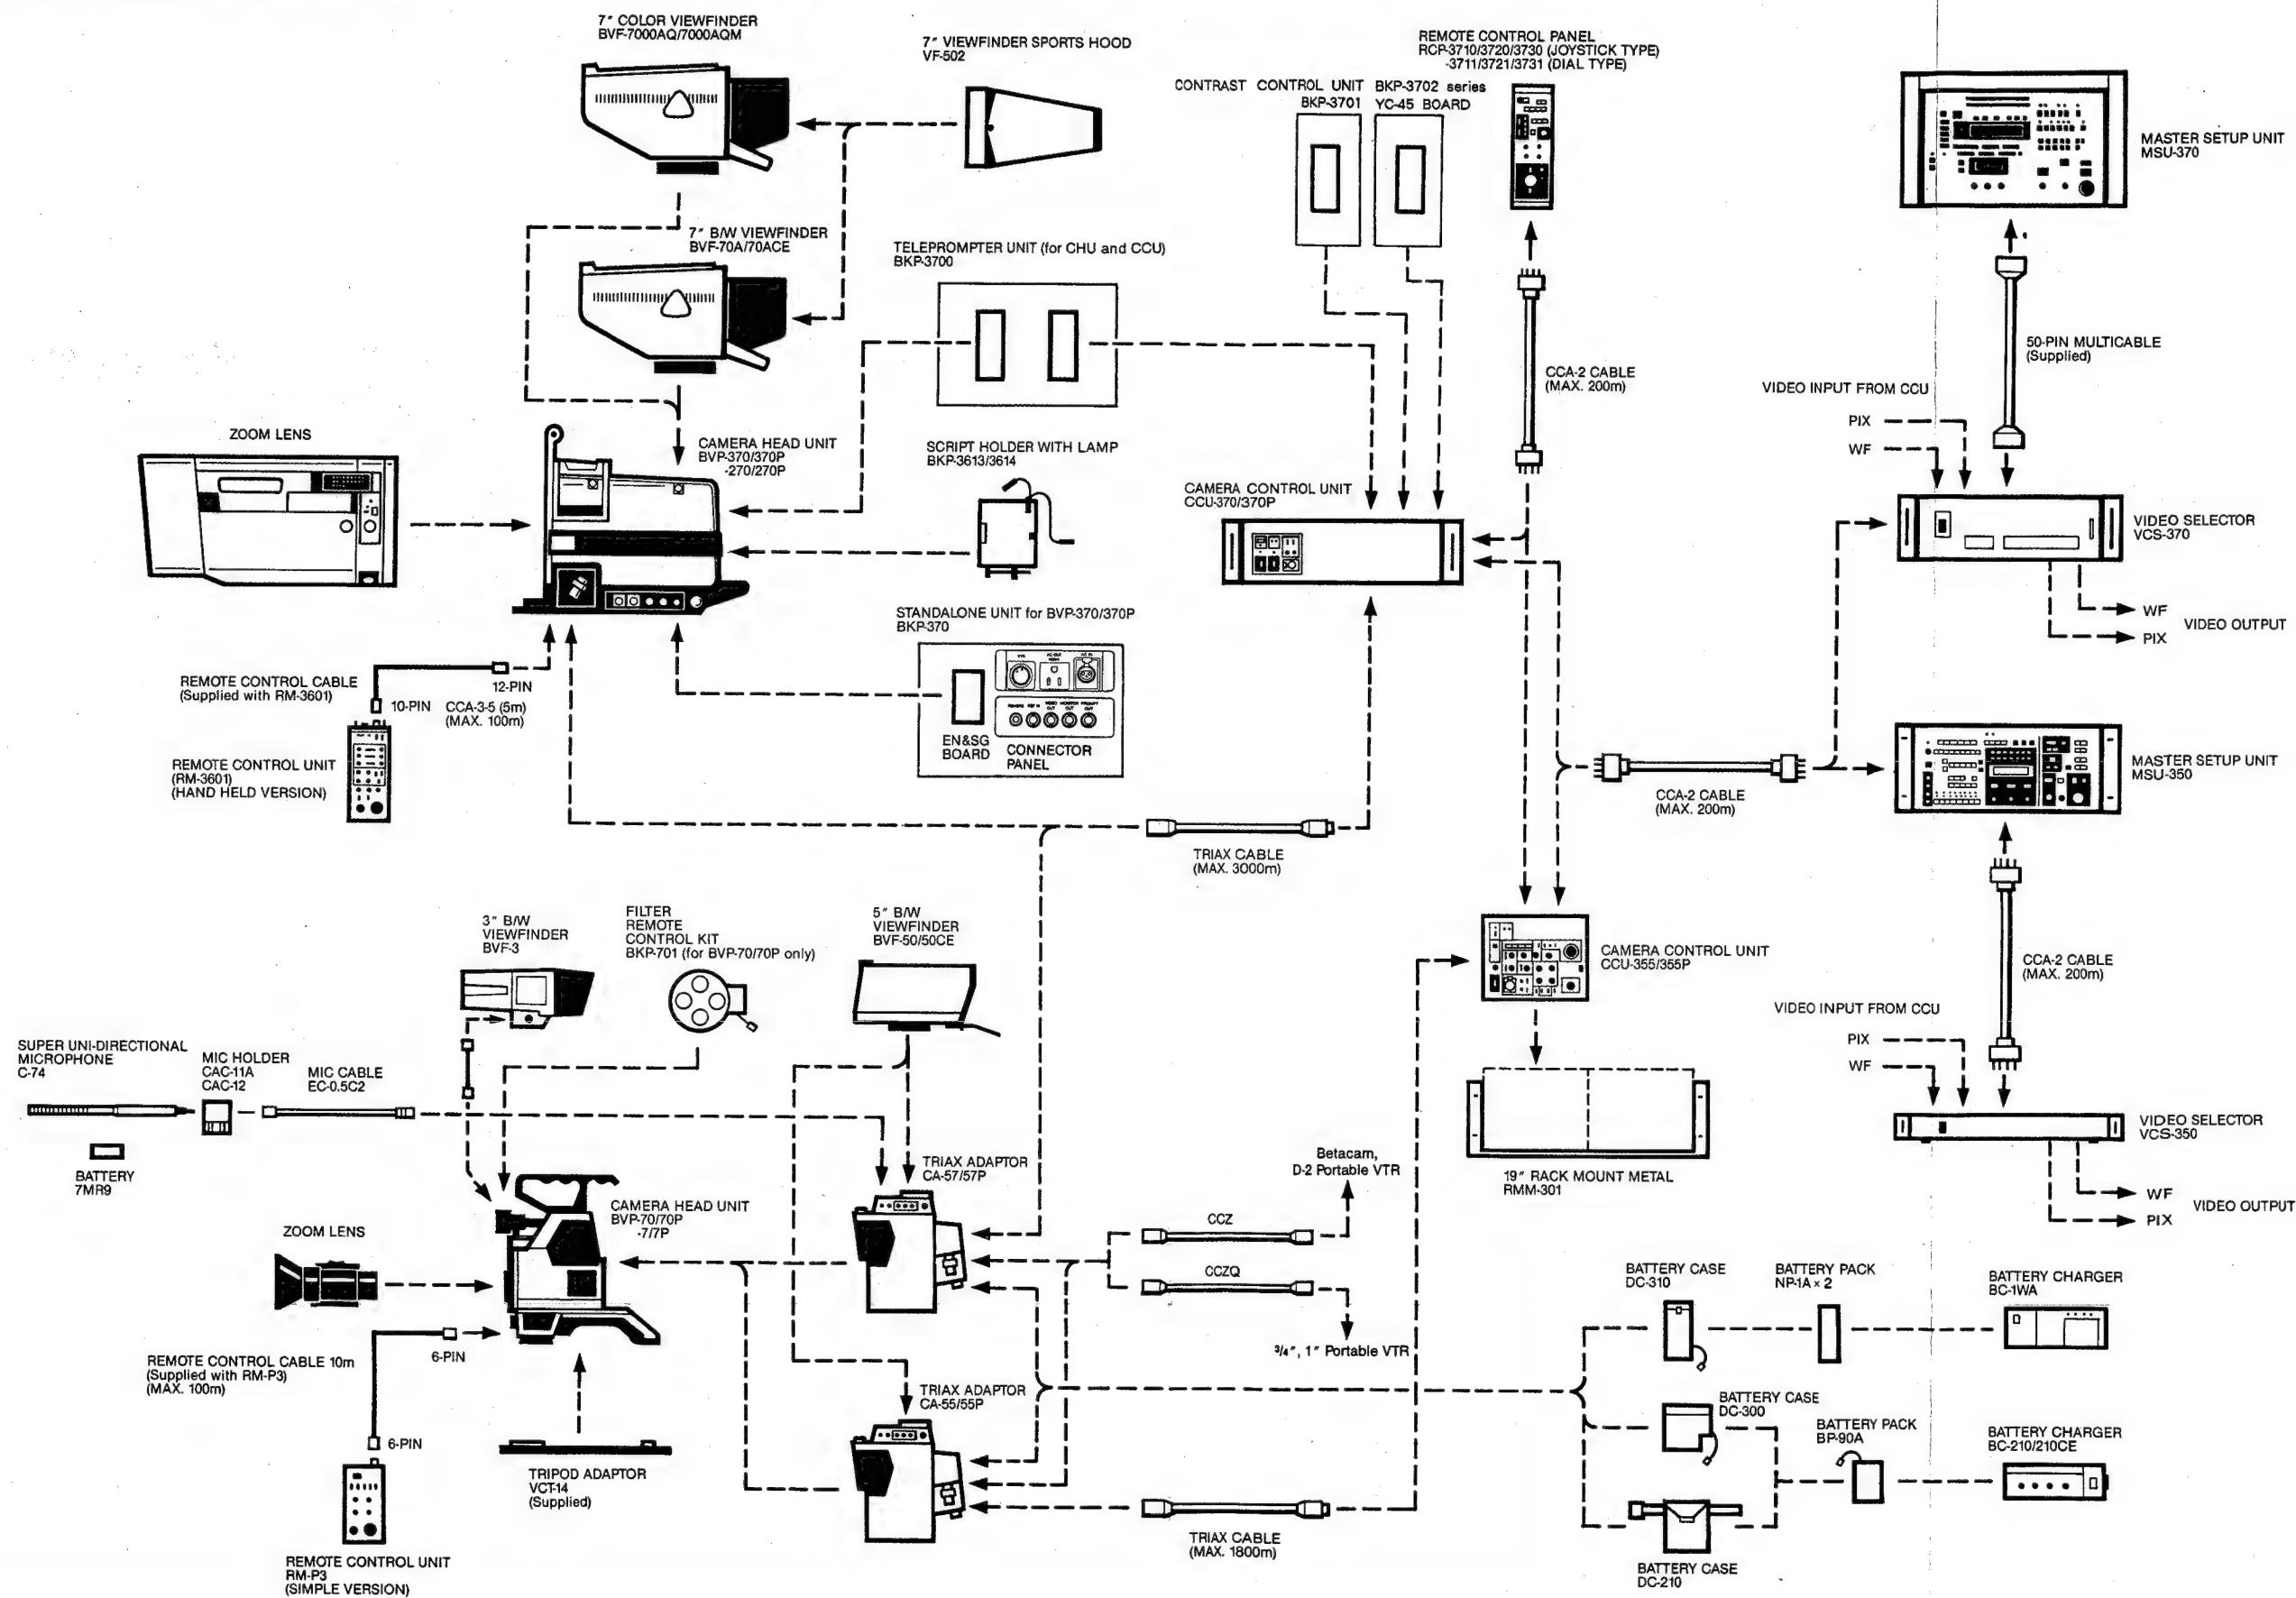 7″ COLOR VIEWFINDER
BVF-7000AQ/7000AQM
7″ VIEWFINDER SPORTS HOOD
VF-502
REMOTE CONTROL PANEL
RCP-3710/3720/3730 (JOYSTICK TYPE)
-3711/3721/3731 (DIAL TYPE)
CONTRAST CONTROL UNIT
BKP-3701
BKP-3702 series
YC-45 BOARD
MASTER SETUP UNIT
MSU-370
7″ B/W VIEWFINDER
BVF-70A/70ACE
TELEPROMPTER UNIT (for CHU and CCU)
BKP-3700
50-PIN MULTICABLE
(Supplied)
CCA-2 CABLE
(MAX. 200m)
VIDEO INPUT FROM CCU
PIX
WF
ZOOM LENS
CAMERA HEAD UNIT
BVP-370/370P
-270/270P
SCRIPT HOLDER WITH LAMP
BKP-3613/3614
CAMERA CONTROL UNIT
CCU-370/370P
VIDEO SELECTOR
VCS-370
WF
PIX
VIDEO OUTPUT
STANDALONE UNIT for BVP-370/370P
BKP-370
VTR
AC OUT
AC IN
REMOTE
REF IN
VIDEO OUT
MONITOR OUT
PROMPT OUT
EN&SG
BOARD
CONNECTOR
PANEL
REMOTE CONTROL CABLE
(Supplied with RM-3601)
12-PIN
10-PIN
CCA-3-5 (5m)
(MAX. 100m)
REMOTE CONTROL UNIT
(RM-3601)
(HAND HELD VERSION)
MASTER SETUP UNIT
MSU-350
CCA-2 CABLE
(MAX. 200m)
TRIAX CABLE
(MAX. 3000m)
3″ B/W
VIEWFINDER
BVF-3
FILTER
REMOTE
CONTROL KIT
BKP-701 (for BVP-70/70P only)
5″ B/W
VIEWFINDER
BVF-50/50CE
CAMERA CONTROL UNIT
CCU-355/355P
CCA-2 CABLE
(MAX. 200m)
VIDEO INPUT FROM CCU
PIX
WF
SUPER UNI-DIRECTIONAL
MICROPHONE
C-74
MIC HOLDER
CAC-11A
CAC-12
MIC CABLE
EC-0.5C2
BATTERY
7MR9
VIDEO SELECTOR
VCS-350
WF
PIX
VIDEO OUTPUT
19″ RACK MOUNT METAL
RMM-301
Betacam,
D-2 Portable VTR
TRIAX ADAPTOR
CA-57/57P
CAMERA HEAD UNIT
BVP-70/70P
-7/7P
ZOOM LENS
CCZ
CCZQ
¾″, 1″ Portable VTR
BATTERY CASE
DC-310
BATTERY PACK
NP-1A × 2
BATTERY CHARGER
BC-1WA
REMOTE CONTROL CABLE 10m
(Supplied with RM-P3)
(MAX. 100m)
6-PIN
6-PIN
TRIAX ADAPTOR
CA-55/55P
BATTERY CASE
DC-300
BATTERY PACK
BP-90A
BATTERY CHARGER
BC-210/210CE
TRIPOD ADAPTOR
VCT-14
(Supplied)
TRIAX CABLE
(MAX. 1800m)
BATTERY CASE
DC-210
REMOTE CONTROL UNIT
RM-P3
(SIMPLE VERSION)